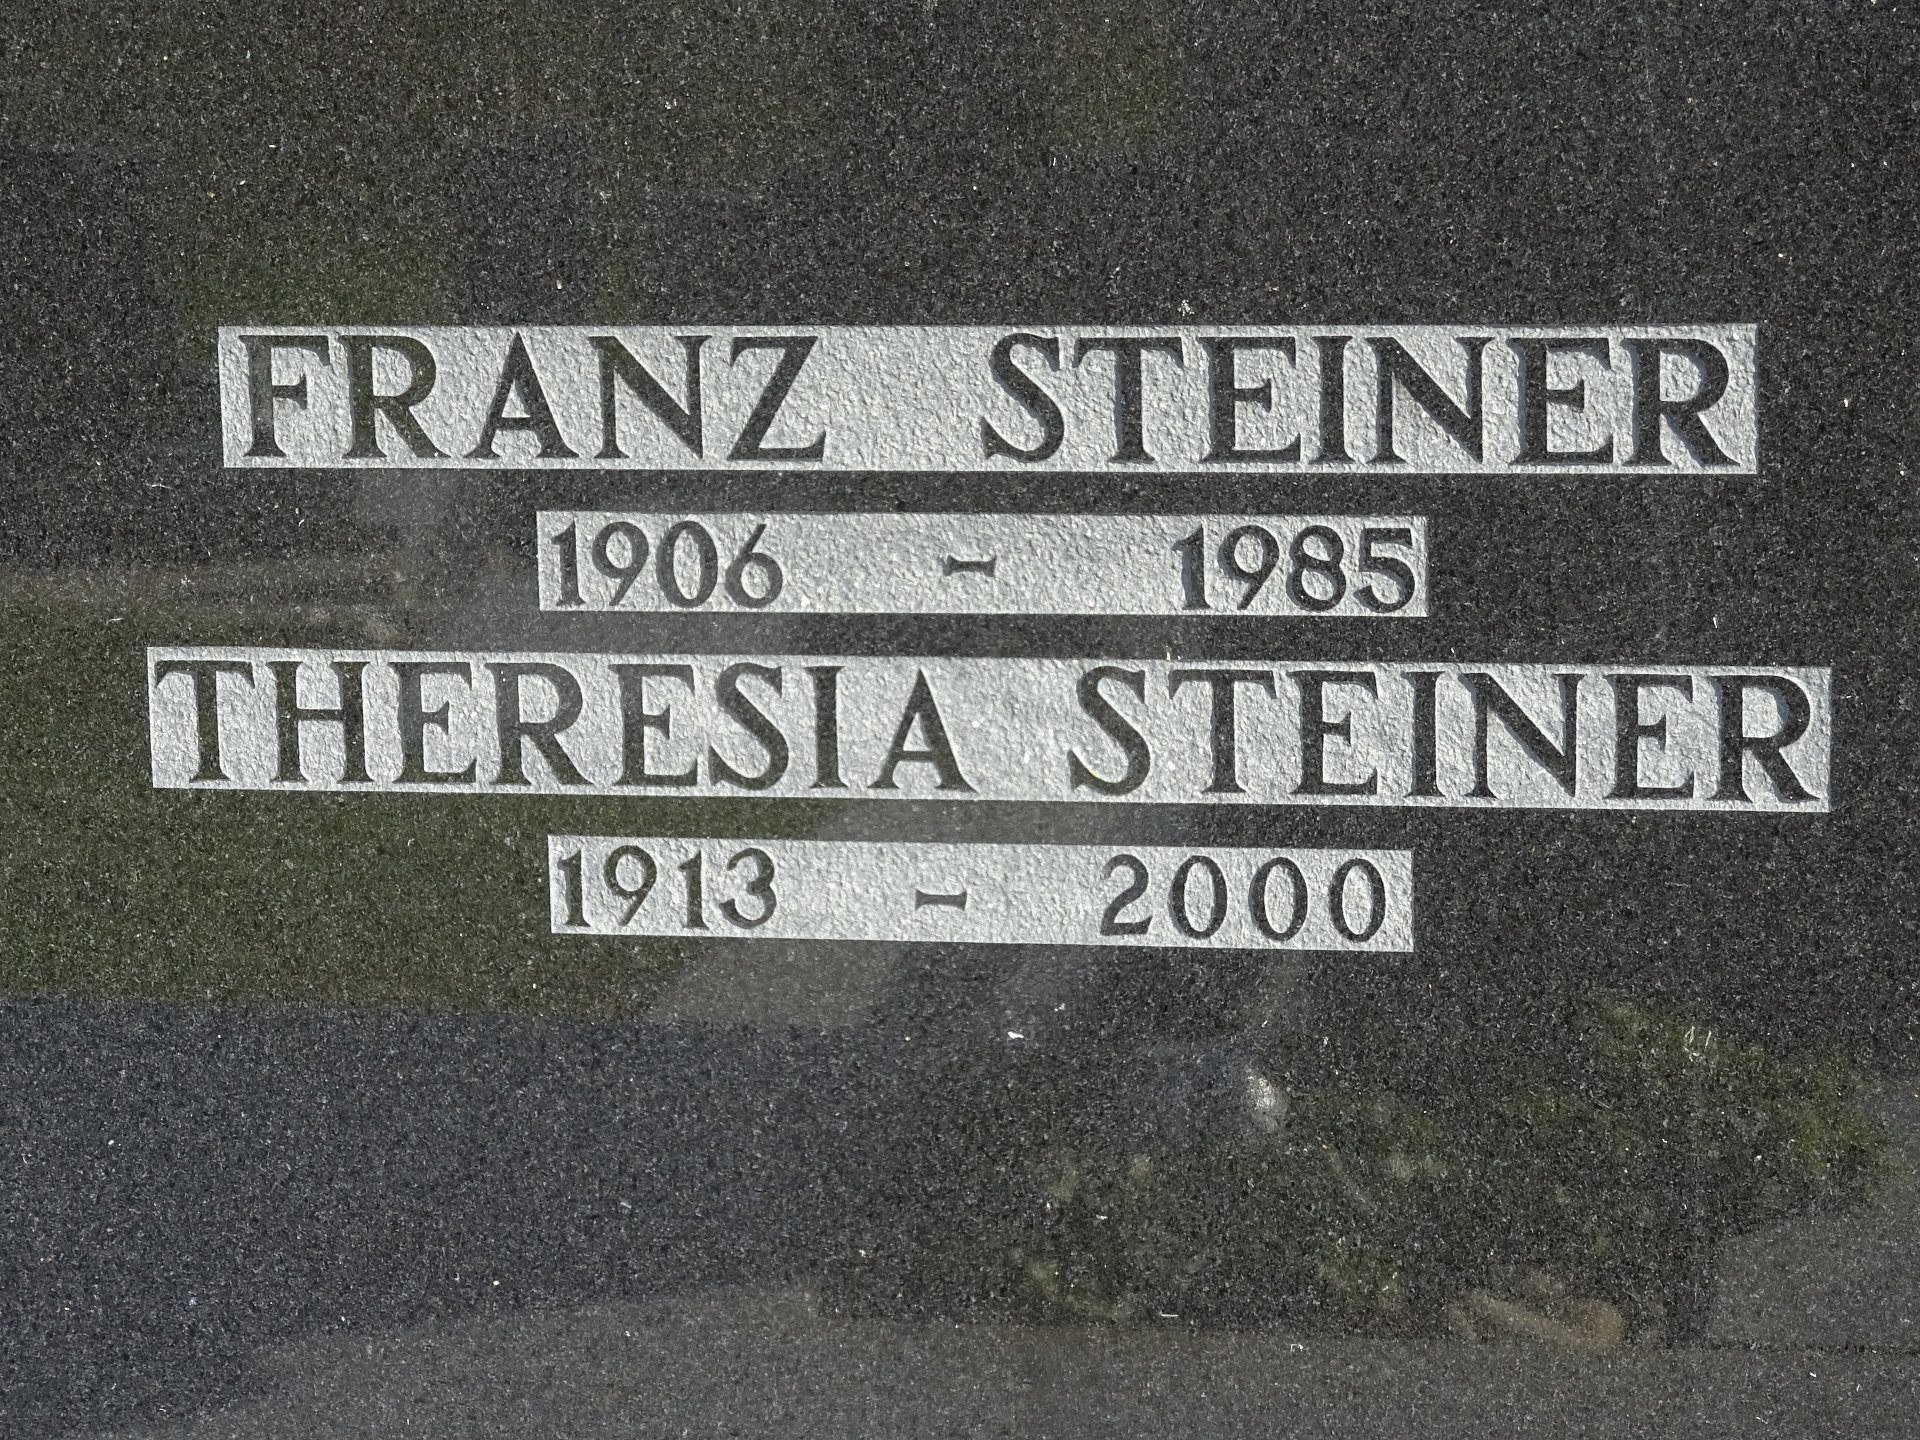 FRANZ STEINER
1906 - 1985
THERESIA STEINER
1913 - 2000